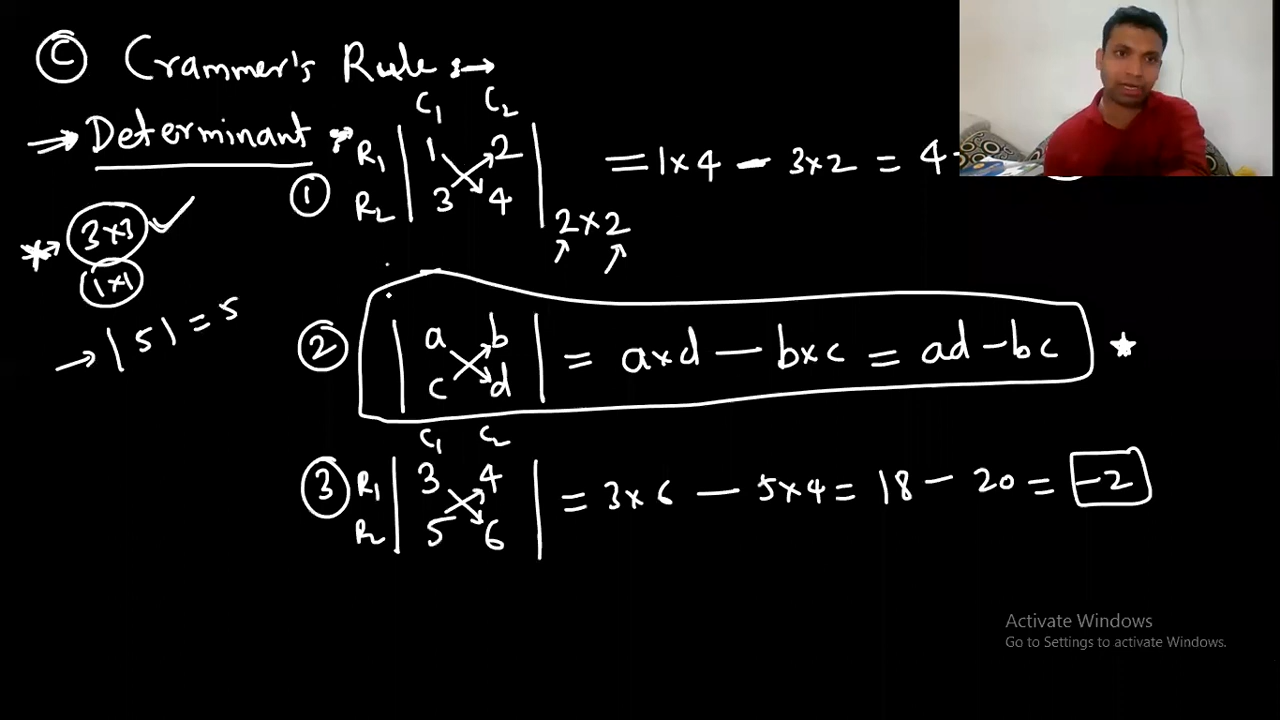 C Crammer's Rule :→
C₁ C₂
⇒ Determinant :→
① R₁ | 1 2 | = 1×4 − 3×2 = 4 -
R₂ | 3 4 | 2×2
* → 3×3 ✓
1×1
→ |5| = 5
② | a b | = a×d − b×c = ad − bc ★
| c d |
C₁ C₂
③ R₁ | 3 4 | = 3×6 − 5×4 = 18 − 20 = -2
R₂ | 5 6 |
Activate Windows
Go to Settings to activate Windows.